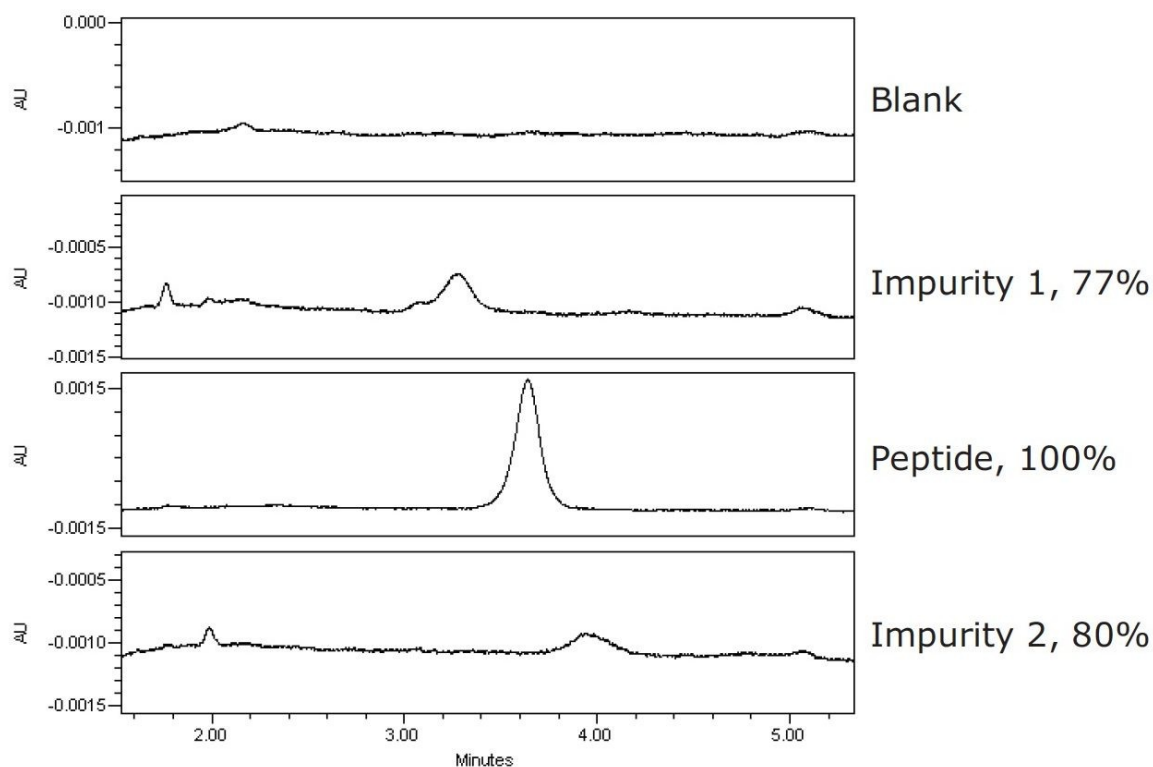 0.000
AU
-0.001
Blank
-0.0005
AU
-0.0010
-0.0015
Impurity 1, 77%
0.0015
AU
-0.0015
Peptide, 100%
-0.0005
AU
-0.0010
-0.0015
Impurity 2, 80%
2.00 3.00 4.00 5.00
Minutes